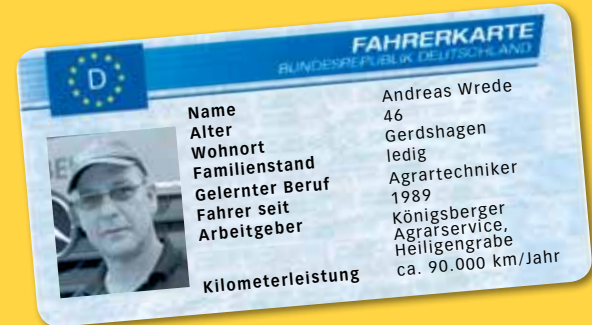 FAHRERKARTE
BUNDESREPUBLIK DEUTSCHLAND
D
Name Andreas Wrede
Alter 46
Wohnort Gerdshagen
Familienstand ledig
Gelernter Beruf Agrartechniker
Fahrer seit 1989
Arbeitgeber Königsberger
Agrarservice,
Heiligengrabe
Kilometerleistung ca. 90.000 km/Jahr